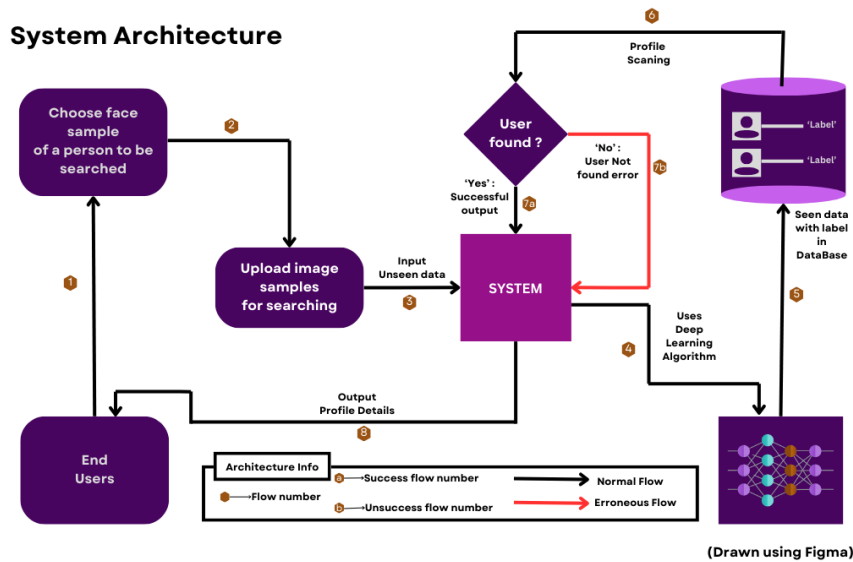 System Architecture
6
Profile
Scaning
Choose face
sample
of a person to be
searched
2
User
found ?
‘No’ :
User Not
found error
7b
‘Label’
‘Label’
‘Yes’ :
Successful
output
7a
Seen data
with label
in
DataBase
1
Upload image
samples
for searching
Input
Unseen data
3
SYSTEM
5
Uses
Deep
Learning
Algorithm
4
Output
Profile Details
8
End
Users
Architecture Info
Flow number
a
Success flow number
b
Unsuccess flow number
Normal Flow
Erroneous Flow
(Drawn using Figma)